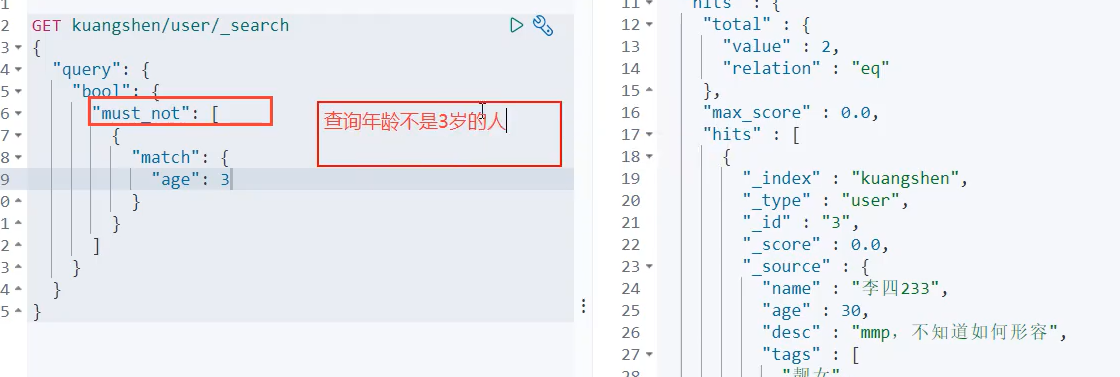 1
2 GET kuangshen/user/_search
3 {
4 "query": {
5 "bool": {
6 "must_not": [
7 {
8 "match": {
9 "age": 3
0 }
1 }
2 ]
3 }
4 }
5 }
查询年龄不是3岁的人
11 "hits" : {
12 "total" : {
13 "value" : 2,
14 "relation" : "eq"
15 },
16 "max_score" : 0.0,
17 "hits" : [
18 {
19 "_index" : "kuangshen",
20 "_type" : "user",
21 "_id" : "3",
22 "_score" : 0.0,
23 "_source" : {
24 "name" : "李四233",
25 "age" : 30,
26 "desc" : "mmp，不知道如何形容",
27 "tags" : [
28 "靓女"